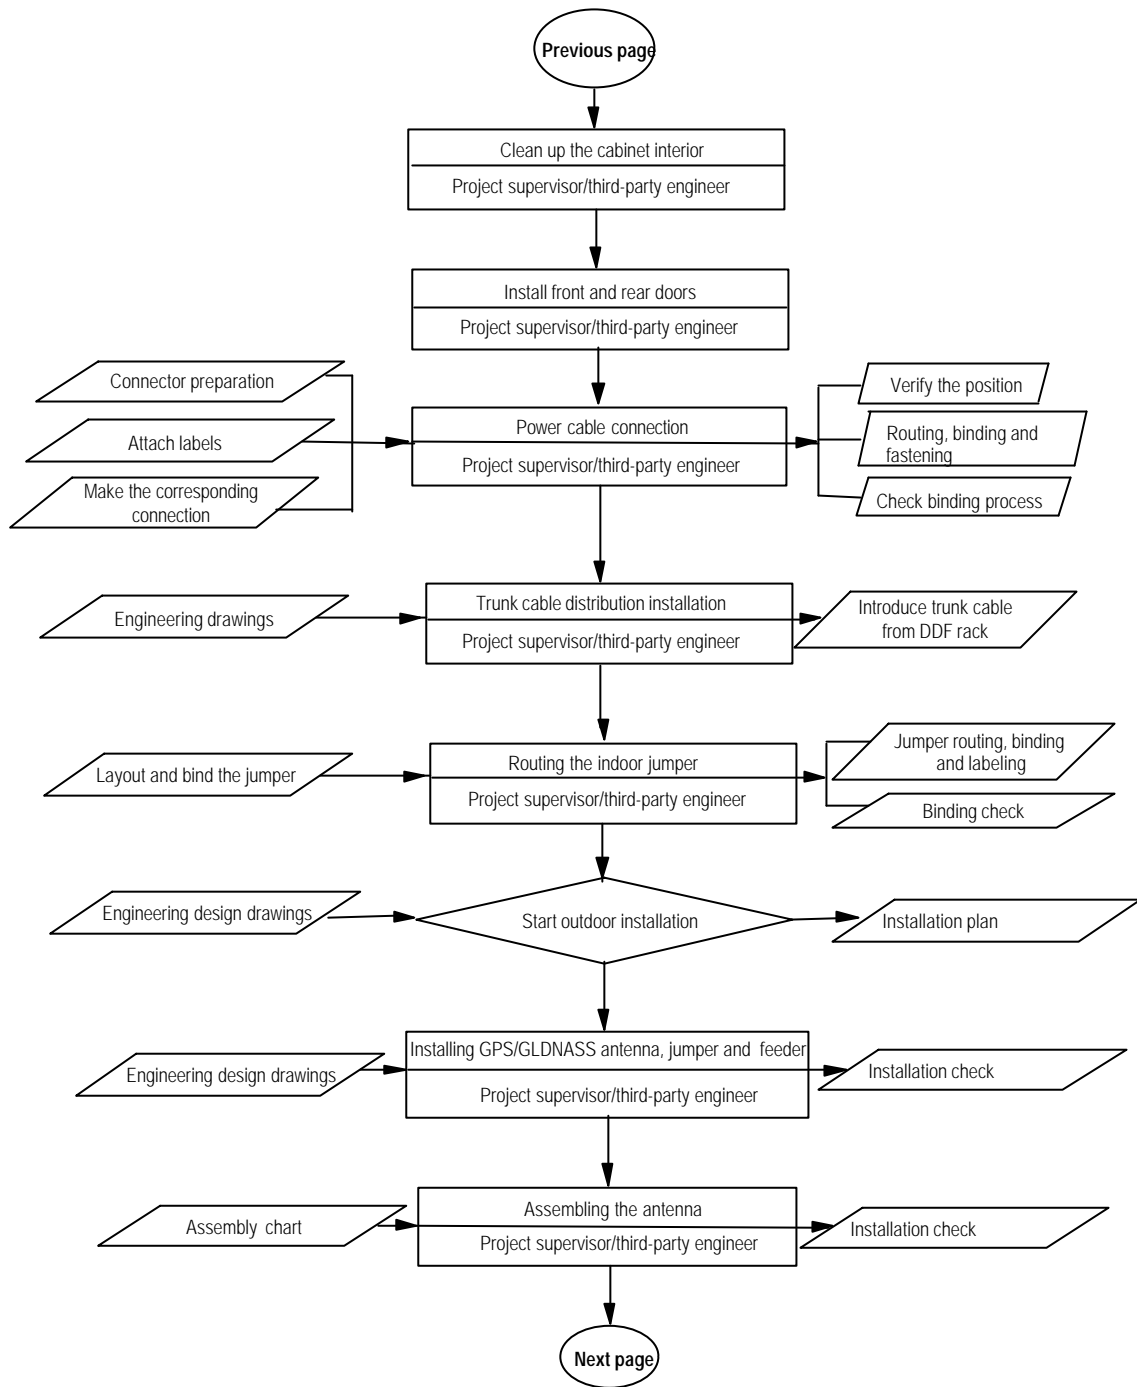 Previous page
Clean up the cabinet interior
Project supervisor/third-party engineer
Install front and rear doors
Project supervisor/third-party engineer
Connector preparation
Attach labels
Make the corresponding
connection
Power cable connection
Project supervisor/third-party engineer
Verify the position
Routing, binding and
fastening
Check binding process
Engineering drawings
Trunk cable distribution installation
Project supervisor/third-party engineer
Introduce trunk cable
from DDF rack
Layout and bind the jumper
Routing the indoor jumper
Project supervisor/third-party engineer
Jumper routing, binding
and labeling
Binding check
Engineering design drawings
Start outdoor installation
Installation plan
Engineering design drawings
Installing GPS/GLDNASS antenna, jumper and feeder
Project supervisor/third-party engineer
Installation check
Assembly chart
Assembling the antenna
Project supervisor/third-party engineer
Installation check
Next page